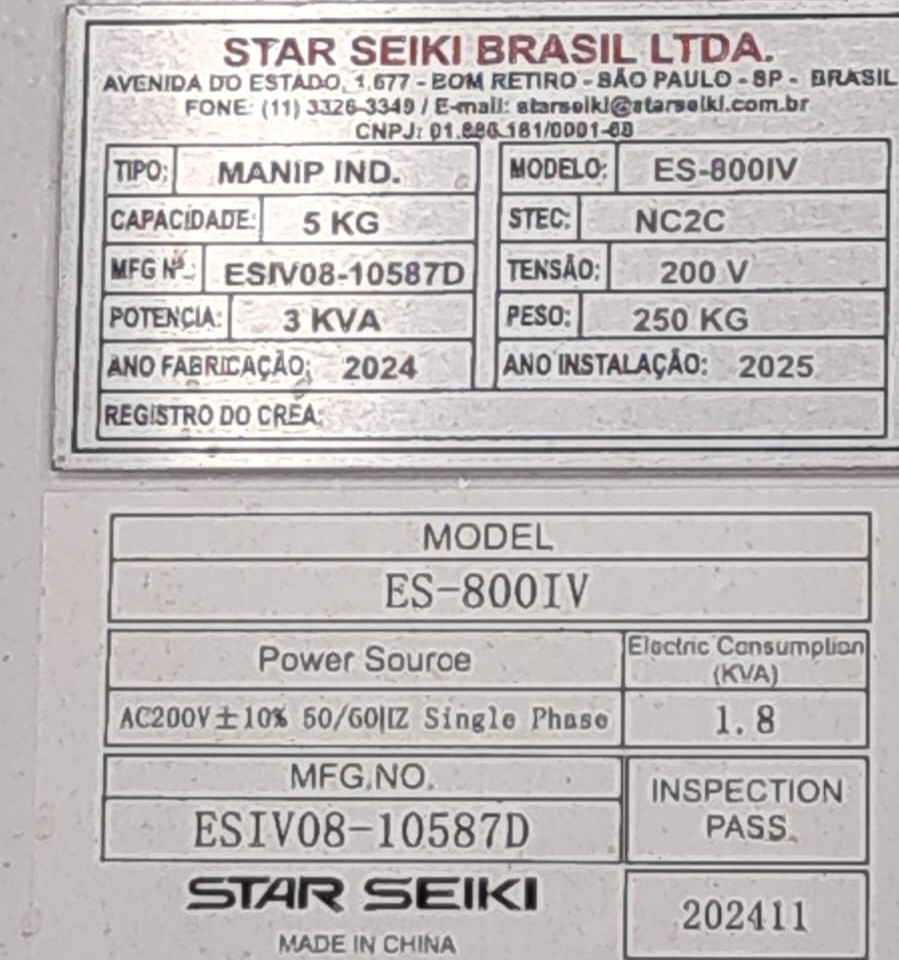 STAR SEIKI BRASIL LTDA.
AVENIDA DO ESTADO, 1.677 - BOM RETIRO - SÃO PAULO - SP - BRASIL
FONE: (11) 3326-3349 / E-mail: starseiki@starseiki.com.br
CNPJ:
TIPO: MANIP IND. MODELO: ES-800IV
CAPACIDADE: 5 KG STEC: NC2C
MFG Nº.: ESIV08-10587D TENSÃO: 200 V
POTENCIA: 3 KVA PESO: 250 KG
ANO FABRICAÇÃO: 2024 ANO INSTALAÇÃO: 2025
REGISTRO DO CREA:
MODEL
ES-800IV
Power Source Electric Consumption (KVA)
AC200V±10% 50/60HZ Single Phase 1.8
MFG.NO. INSPECTION PASS.
ESIV08-10587D
STAR SEIKI 202411
MADE IN CHINA